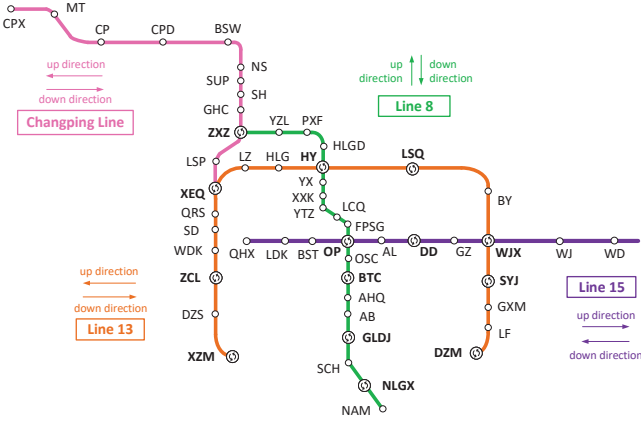 CPX
MT
CP
CPD
BSW
NS
SUP
SH
GHC
ZXZ
YZL
PXF
HLGD
LSP
LZ
HLG
HY
LSQ
XEQ
YX
XXK
YTZ
LCQ
FPSG
BY
QRS
SD
WDK
QHX
LDK
BST
OP
AL
DD
GZ
WJX
WJ
WD
OSC
ZCL
BTC
SYJ
DZS
AHQ
AB
GXM
LF
XZM
GLDJ
DZM
SCH
NLGX
NAM
up direction
down direction
Changping Line
up
direction
down
direction
Line 8
up direction
down direction
Line 13
Line 15
up direction
down direction